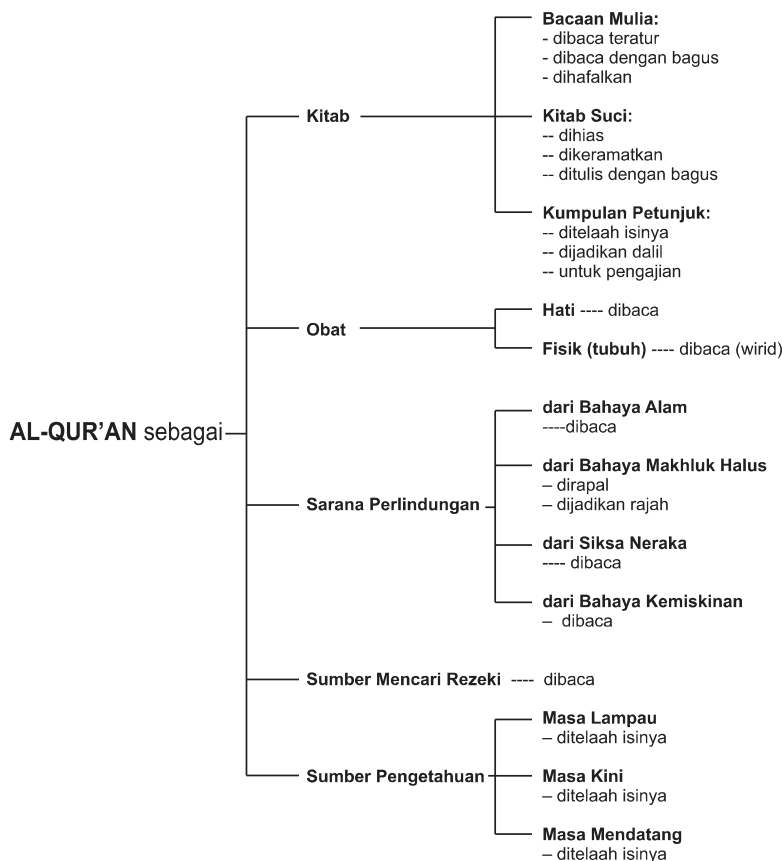 Bacaan Mulia:
- dibaca teratur
- dibaca dengan bagus
- dihafalkan
Kitab
Kitab Suci:
-- dihias
-- dikeramatkan
-- ditulis dengan bagus
Kumpulan Petunjuk:
-- ditelaah isinya
-- dijadikan dalil
-- untuk pengajian
Obat
Hati ---- dibaca
Fisik (tubuh) ---- dibaca (wirid)
AL-QUR’AN sebagai
Sarana Perlindungan
dari Bahaya Alam
----dibaca
dari Bahaya Makhluk Halus
– dirapal
– dijadikan rajah
dari Siksa Neraka
---- dibaca
dari Bahaya Kemiskinan
– dibaca
Sumber Mencari Rezeki ---- dibaca
Sumber Pengetahuan
Masa Lampau
– ditelaah isinya
Masa Kini
– ditelaah isinya
Masa Mendatang
– ditelaah isinya